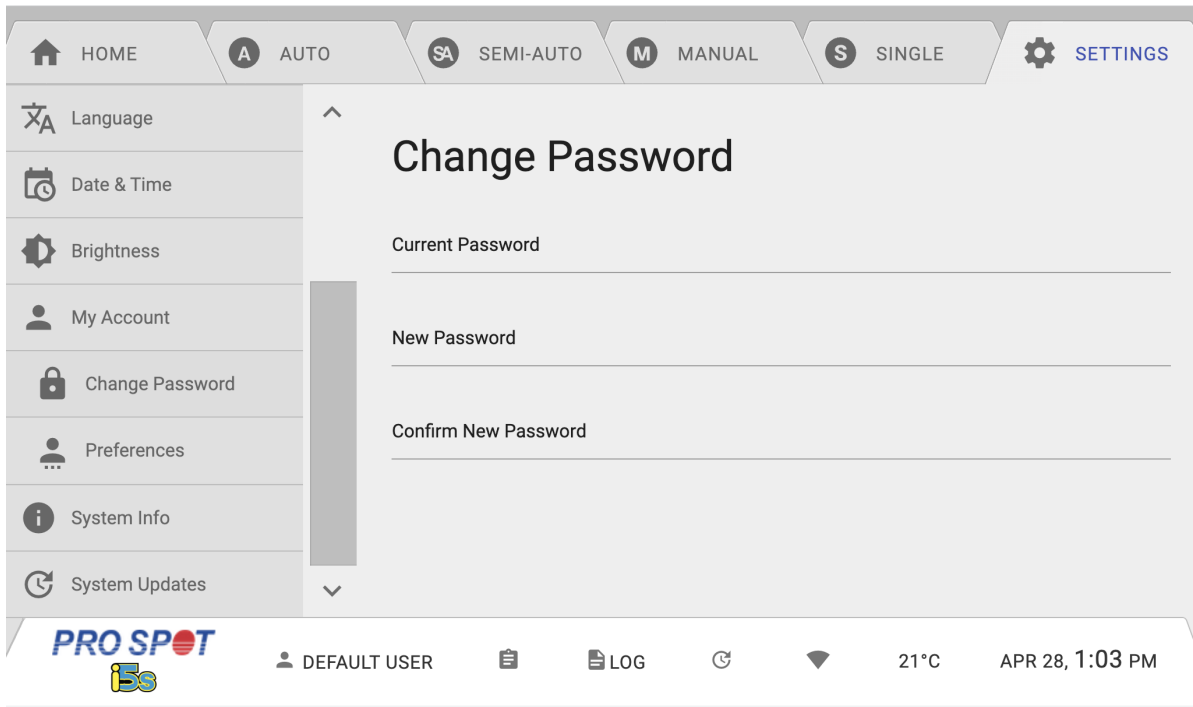 HOME
A AUTO
SA SEMI-AUTO
M MANUAL
S SINGLE
SETTINGS
Language
Date & Time
Brightness
My Account
Change Password
Preferences
System Info
System Updates
Change Password
Current Password
New Password
Confirm New Password
PRO SPOT
i5s
DEFAULT USER
LOG
21°C
APR 28, 1:03 PM